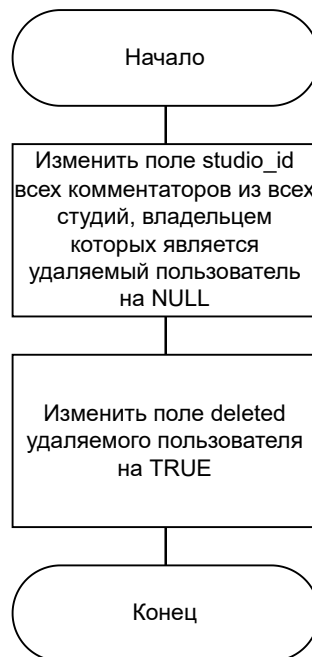 Начало
Изменить поле studio_id
всех комментаторов из всех
студий, владельцем
которых является
удаляемый пользователь
на NULL
Изменить поле deleted
удаляемого пользователя
на TRUE
Конец